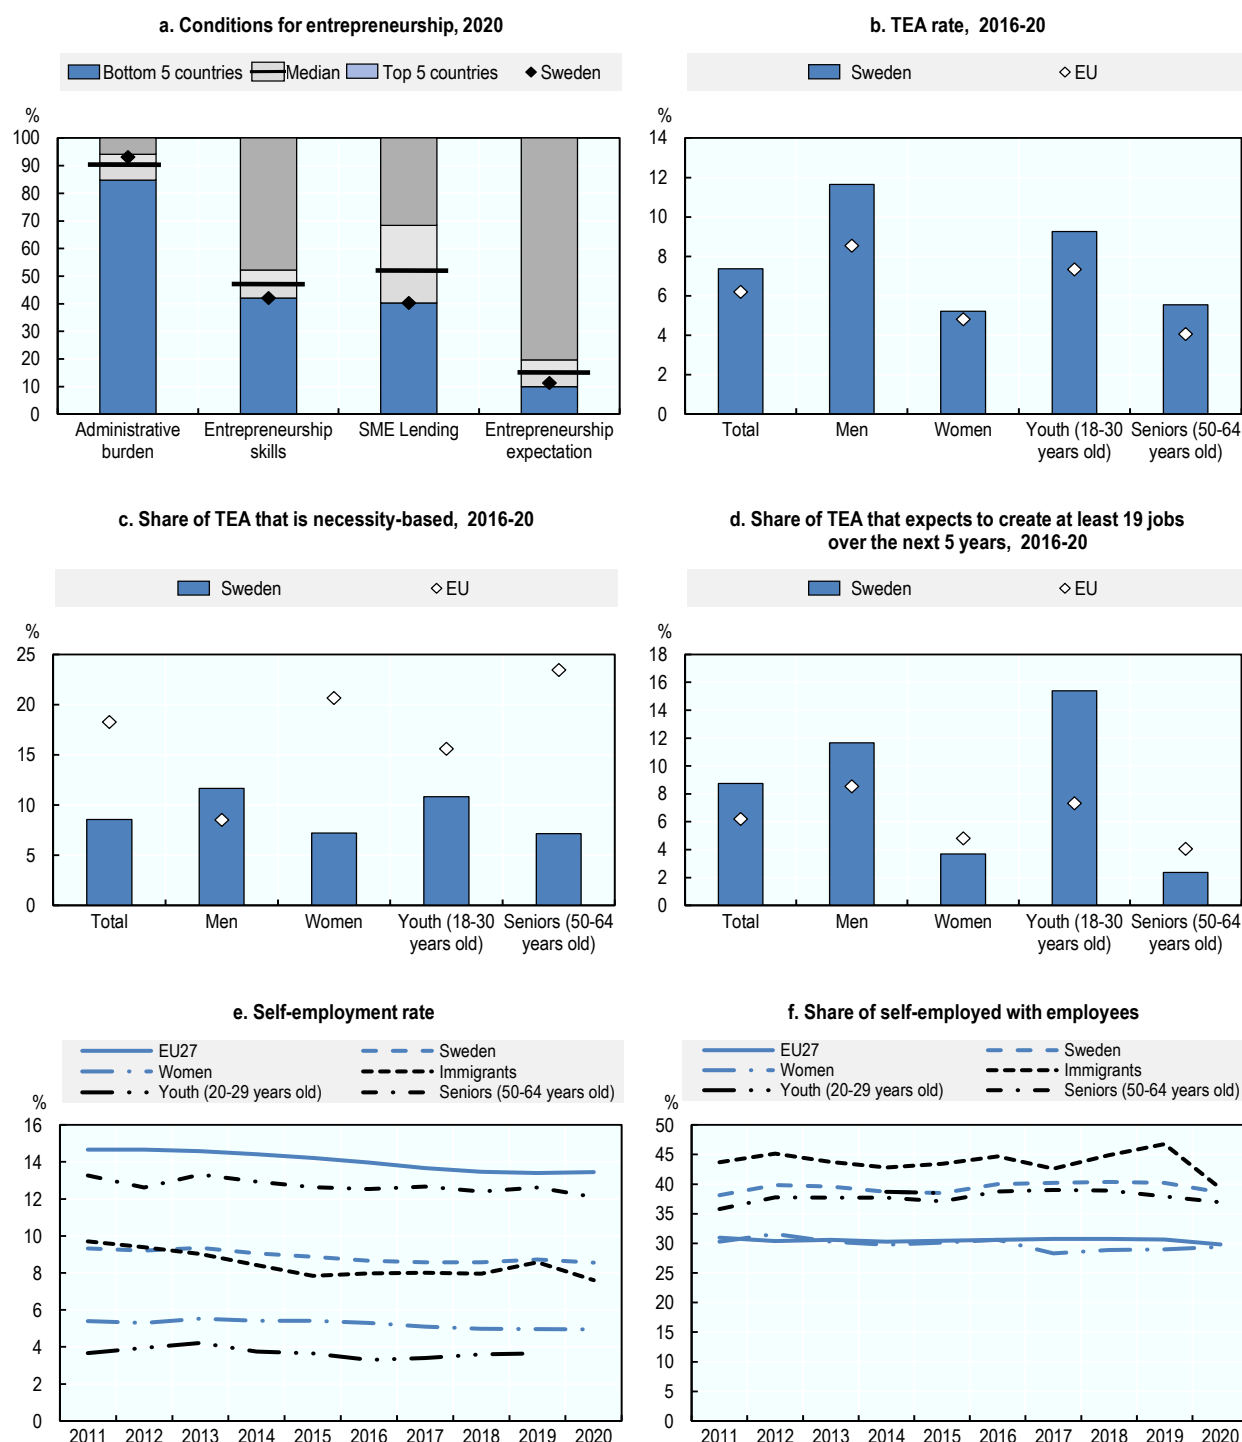 a. Conditions for entrepreneurship, 2020
Bottom 5 countries Median Top 5 countries Sweden
%
100
90
80
70
60
50
40
30
20
10
0
Administrative burden
Entrepreneurship skills
SME Lending
Entrepreneurship expectation
b. TEA rate, 2016-20
Sweden EU
%
14
12
10
8
6
4
2
0
Total
Men
Women
Youth (18-30 years old)
Seniors (50-64 years old)
c. Share of TEA that is necessity-based, 2016-20
Sweden EU
%
25
20
15
10
5
0
Total
Men
Women
Youth (18-30 years old)
Seniors (50-64 years old)
d. Share of TEA that expects to create at least 19 jobs
over the next 5 years, 2016-20
Sweden EU
%
18
16
14
12
10
8
6
4
2
0
Total
Men
Women
Youth (18-30 years old)
Seniors (50-64 years old)
e. Self-employment rate
EU27 Sweden
Women Immigrants
Youth (20-29 years old) Seniors (50-64 years old)
%
16
14
12
10
8
6
4
2
0
2011 2012 2013 2014 2015 2016 2017 2018 2019 2020
f. Share of self-employed with employees
EU27 Sweden
Women Immigrants
Youth (20-29 years old) Seniors (50-64 years old)
%
50
45
40
35
30
25
20
15
10
5
0
2011 2012 2013 2014 2015 2016 2017 2018 2019 2020